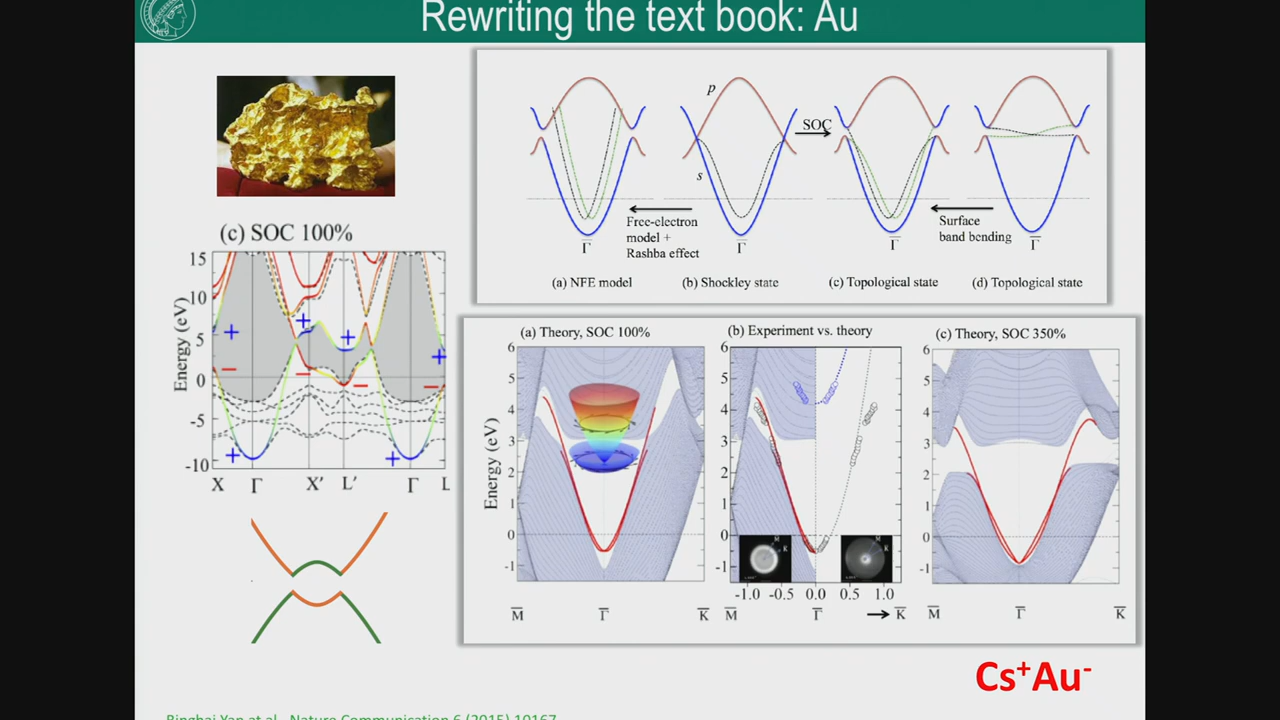 Rewriting the text book: Au
p
s
SOC
Free-electron
model +
Rashba effect
Surface
band bending
Γ̅ Γ̅ Γ̅ Γ̅
(a) NFE model (b) Shockley state (c) Topological state (d) Topological state
(c) SOC 100%
Energy (eV)
15
10
5
0
-5
-10
+ + + +
− − − −
+ +
X Γ X’ L’ Γ L
(a) Theory, SOC 100% (b) Experiment vs. theory (c) Theory, SOC 350%
Energy (eV)
6 6 6
5 5 5
4 4 4
3 3 3
2 2 2
1 1 1
0 0 0
-1 -1 -1
M K M K
-1.0 -0.5 0.0 0.5 1.0
M̅ Γ̅ K̅ M̅ Γ̅ → K̅ M̅ Γ̅ K̅
Cs⁺Au⁻
Binghai Yan et al., Nature Communication 6 (2015) 10167